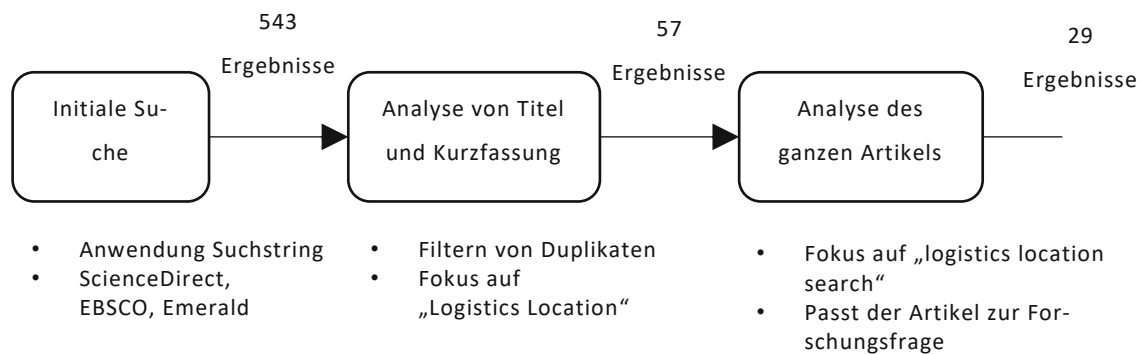 543
Ergebnisse
57
Ergebnisse
29
Ergebnisse
Initiale Su-
che
Analyse von Titel
und Kurzfassung
Analyse des
ganzen Artikels
• Anwendung Suchstring
• ScienceDirect,
EBSCO, Emerald
• Filtern von Duplikaten
• Fokus auf
„Logistics Location“
• Fokus auf „logistics location
search“
• Passt der Artikel zur For-
schungsfrage